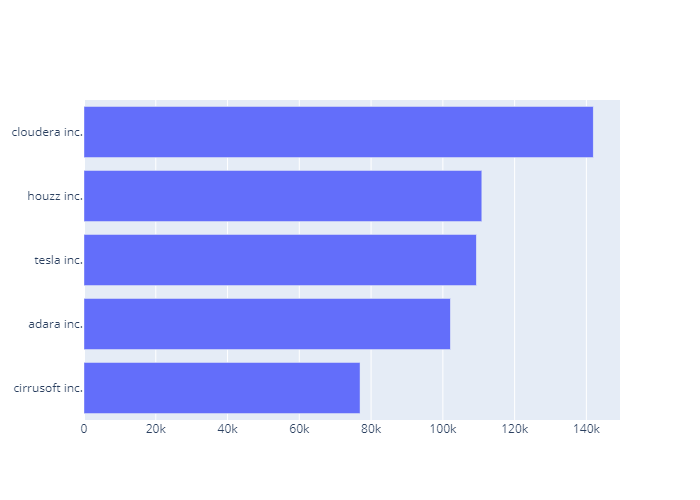 cloudera inc.
houzz inc.
tesla inc.
adara inc.
cirrusoft inc.
0 20k 40k 60k 80k 100k 120k 140k